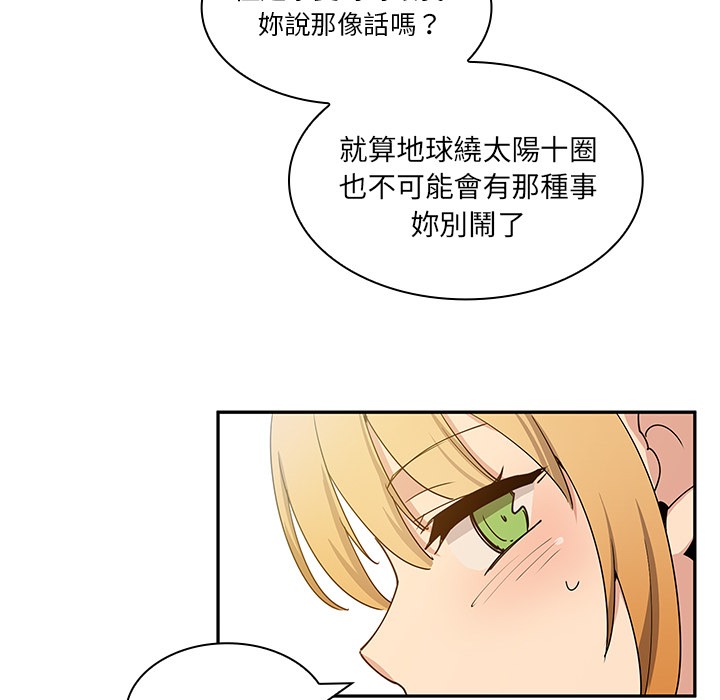 妳說那像話嗎？
就算地球繞太陽十圈
也不可能會有那種事
妳別鬧了